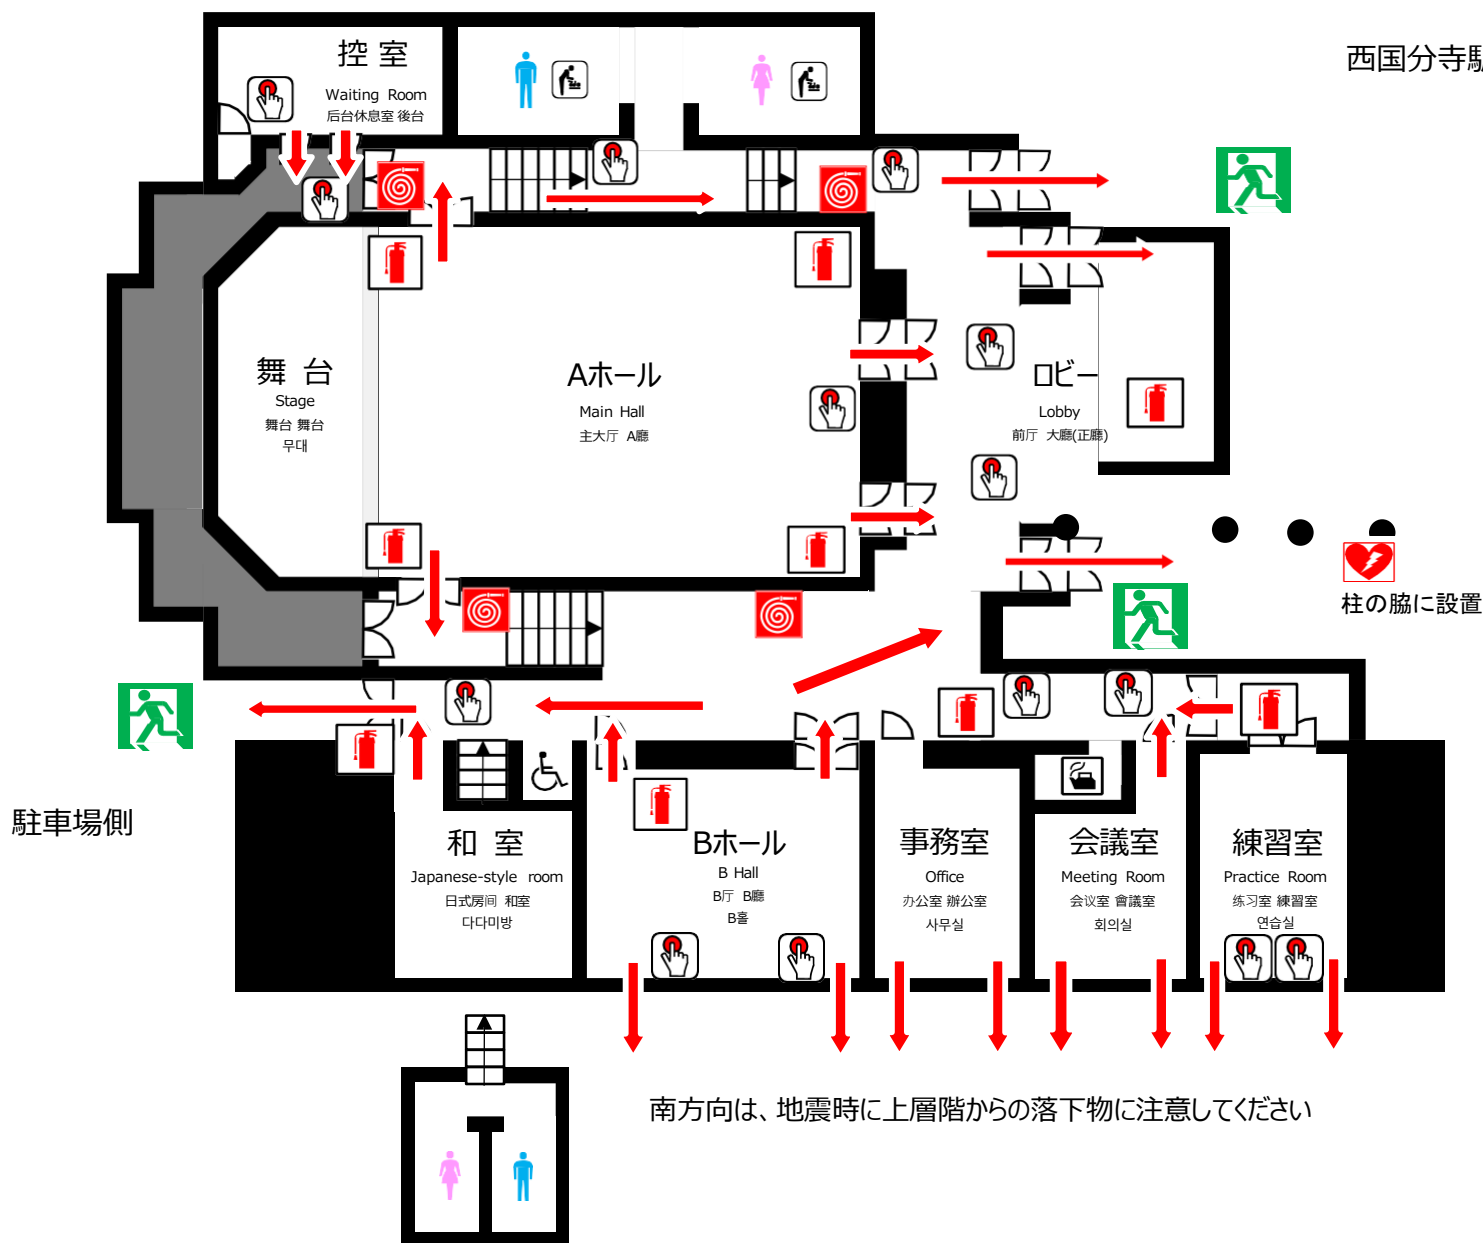 控 室
Waiting Room
后台休息室 後台
西国分寺駅
舞 台
Stage
舞台 舞台
무대
Aホール
Main Hall
主大厅 A廳
ロビー
Lobby
前厅 大廳(正廳)
柱の脇に設置
駐車場側
和 室
Japanese-style room
日式房间 和室
다다미방
Bホール
B Hall
B厅 B廳
B홀
事務室
Office
办公室 辦公室
사무실
会議室
Meeting Room
会议室 會議室
회의실
練習室
Practice Room
练习室 練習室
연습실
南方向は、地震時に上層階からの落下物に注意してください